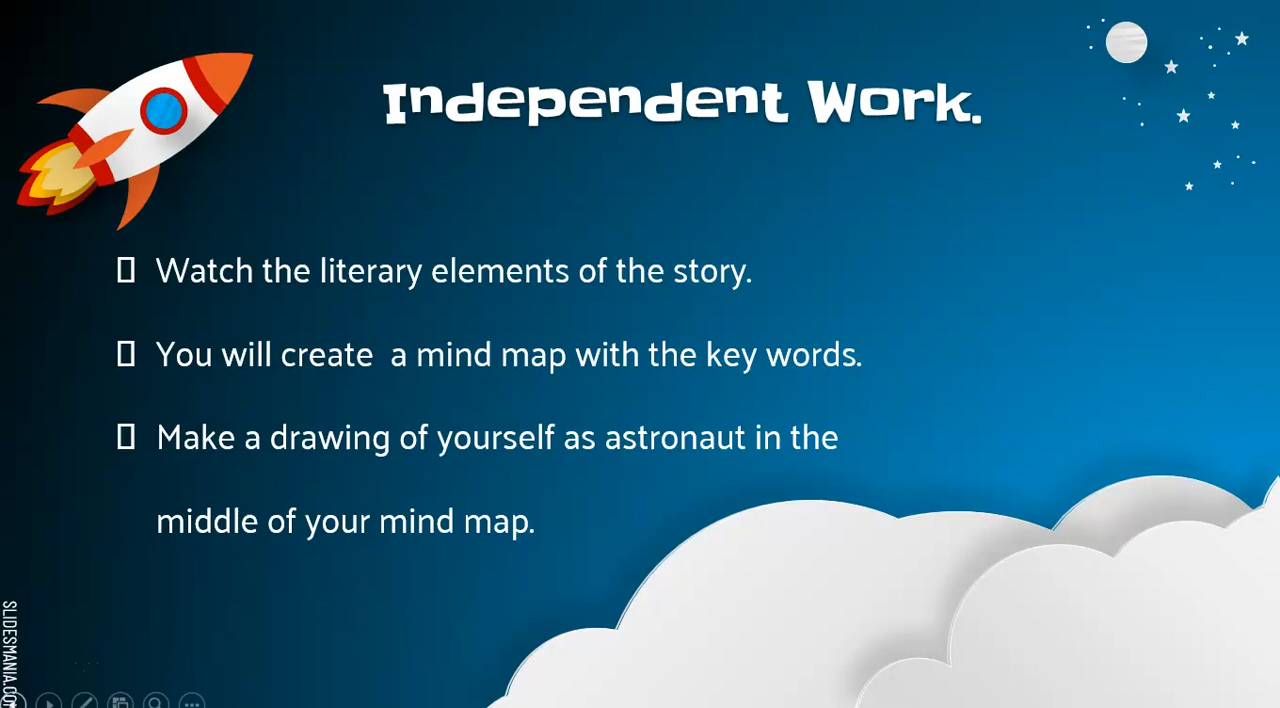 Independent Work.
Watch the literary elements of the story.
You will create  a mind map with the key words.
Make a drawing of yourself as astronaut in the
middle of your mind map.
SLIDESMANIA.COM